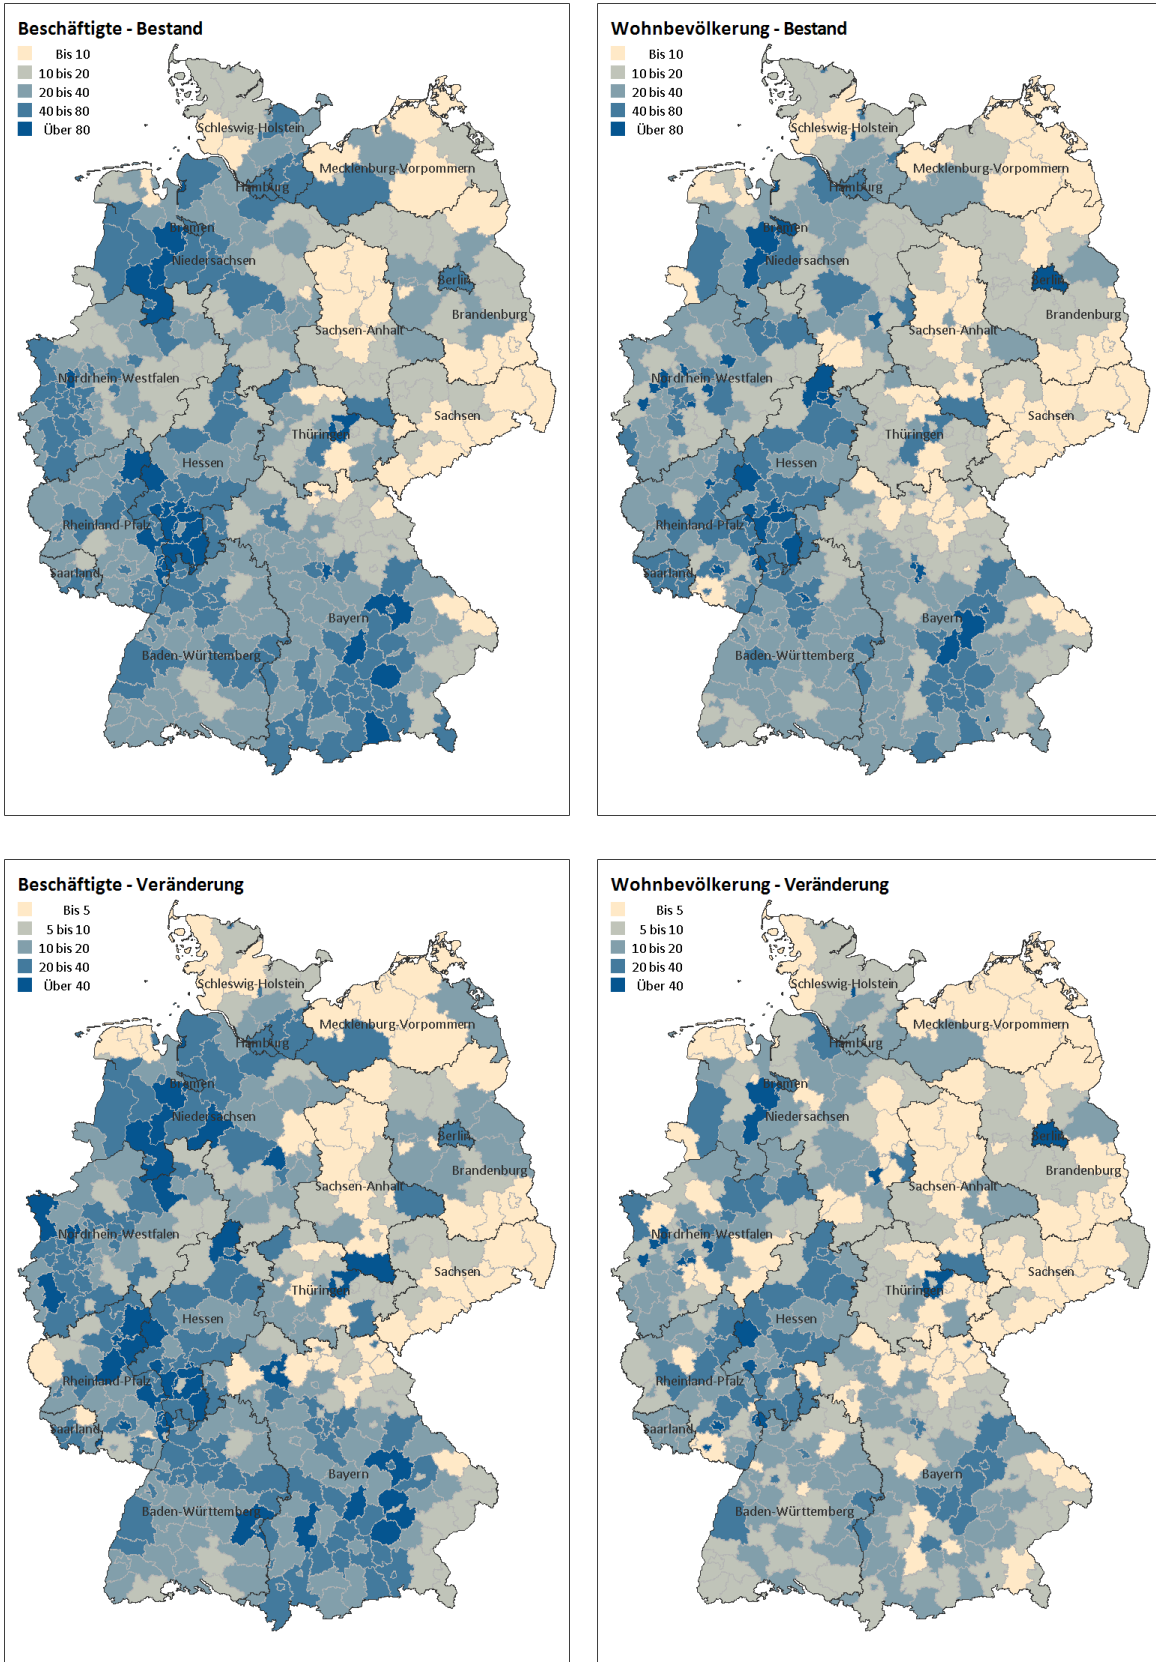 Beschäftigte - Bestand
Bis 10
10 bis 20
20 bis 40
40 bis 80
Über 80
Schleswig-Holstein
Mecklenburg-Vorpommern
Hamburg
Bremen
Niedersachsen
Berlin
Brandenburg
Sachsen-Anhalt
Nordrhein-Westfalen
Sachsen
Thüringen
Hessen
Rheinland-Pfalz
Saarland
Bayern
Baden-Württemberg
Wohnbevölkerung - Bestand
Bis 10
10 bis 20
20 bis 40
40 bis 80
Über 80
Schleswig-Holstein
Mecklenburg-Vorpommern
Hamburg
Bremen
Niedersachsen
Berlin
Brandenburg
Sachsen-Anhalt
Nordrhein-Westfalen
Sachsen
Thüringen
Hessen
Rheinland-Pfalz
Saarland
Bayern
Baden-Württemberg
Beschäftigte - Veränderung
Bis 5
5 bis 10
10 bis 20
20 bis 40
Über 40
Schleswig-Holstein
Mecklenburg-Vorpommern
Hamburg
Bremen
Niedersachsen
Berlin
Brandenburg
Sachsen-Anhalt
Nordrhein-Westfalen
Sachsen
Thüringen
Hessen
Rheinland-Pfalz
Saarland
Bayern
Baden-Württemberg
Wohnbevölkerung - Veränderung
Bis 5
5 bis 10
10 bis 20
20 bis 40
Über 40
Schleswig-Holstein
Mecklenburg-Vorpommern
Hamburg
Bremen
Niedersachsen
Berlin
Brandenburg
Sachsen-Anhalt
Nordrhein-Westfalen
Sachsen
Thüringen
Hessen
Rheinland-Pfalz
Saarland
Bayern
Baden-Württemberg